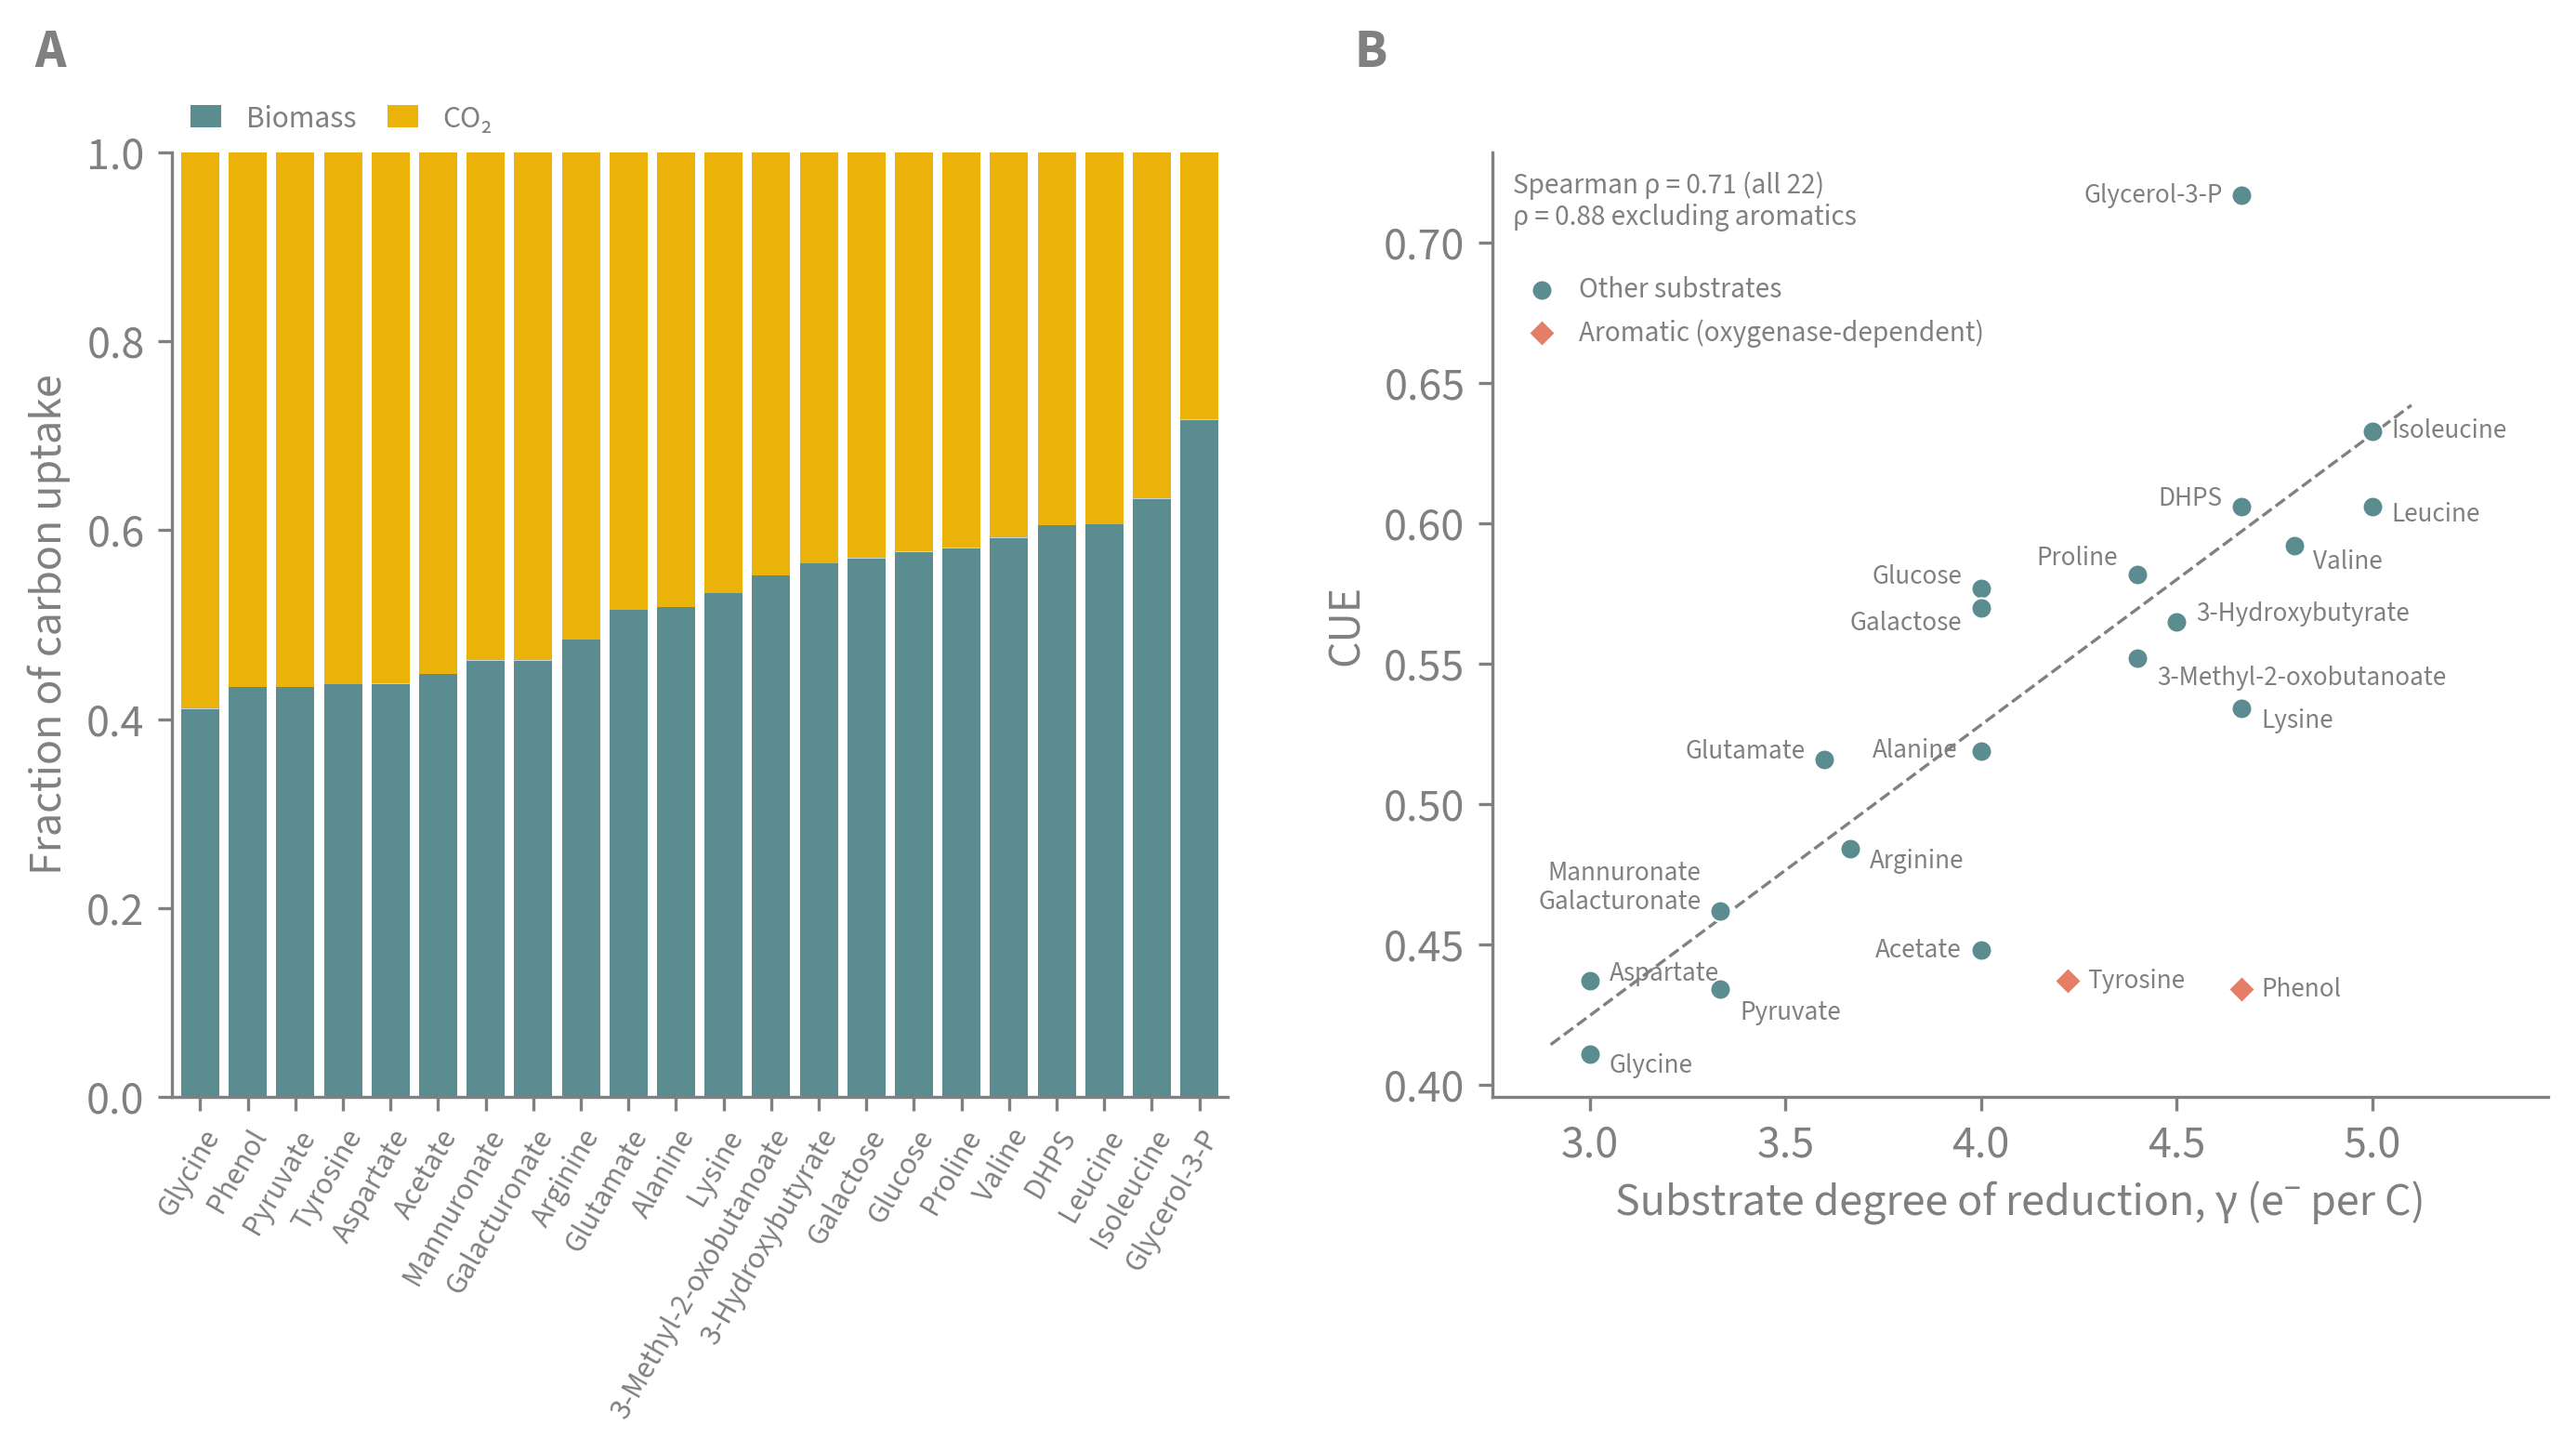 A
Biomass
CO₂
1.0
0.8
0.6
0.4
0.2
0.0
Fraction of carbon uptake
Glycine
Phenol
Pyruvate
Tyrosine
Aspartate
Acetate
Mannuronate
Galacturonate
Arginine
Glutamate
Alanine
Lysine
3-Methyl-2-oxobutanoate
3-Hydroxybutyrate
Galactose
Glucose
Proline
Valine
DHPS
Leucine
Isoleucine
Glycerol-3-P
B
Spearman ρ = 0.71 (all 22)
ρ = 0.88 excluding aromatics
Other substrates
Aromatic (oxygenase-dependent)
0.70
0.65
0.60
0.55
0.50
0.45
0.40
CUE
Glycerol-3-P
Isoleucine
DHPS
Leucine
Proline
Valine
Glucose
3-Hydroxybutyrate
Galactose
3-Methyl-2-oxobutanoate
Lysine
Glutamate
Alanine
Arginine
Mannuronate
Galacturonate
Acetate
Aspartate
Tyrosine
Phenol
Pyruvate
Glycine
3.0
3.5
4.0
4.5
5.0
Substrate degree of reduction, γ (e⁻ per C)